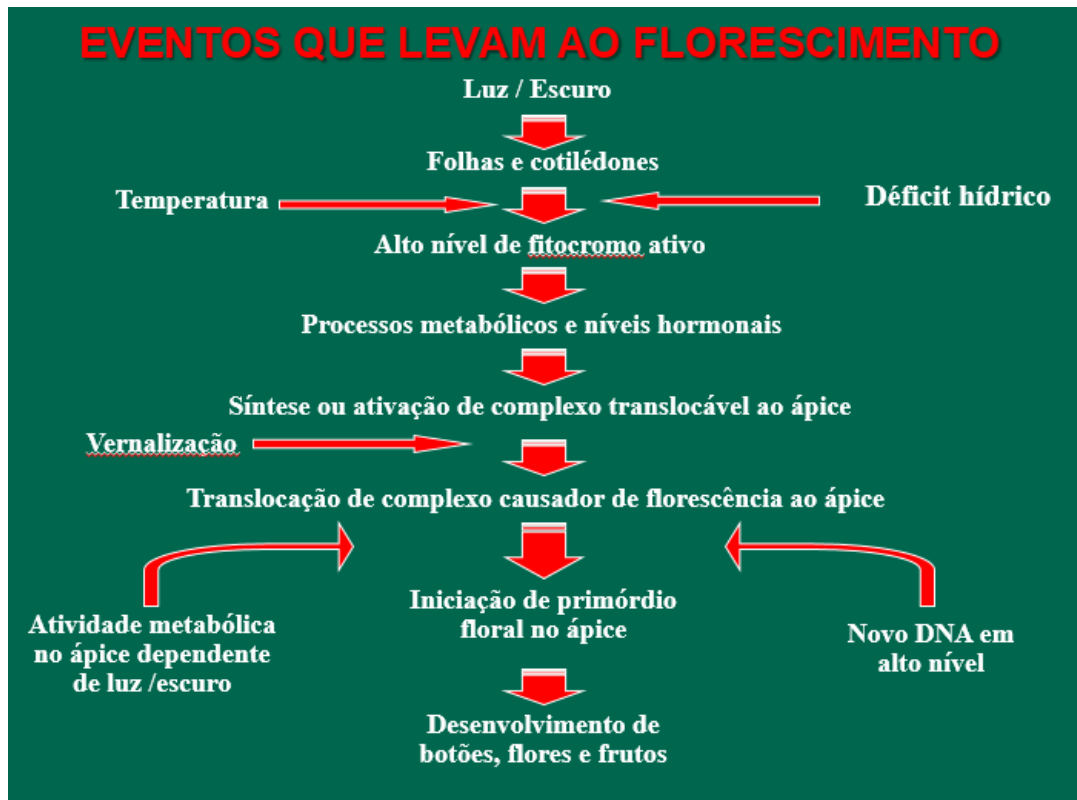 EVENTOS QUE LEVAM AO FLORESCIMENTO
Luz / Escuro
Folhas e cotilédones
Temperatura
Déficit hídrico
Alto nível de fitocromo ativo
Processos metabólicos e níveis hormonais
Síntese ou ativação de complexo translocável ao ápice
Vernalização
Translocação de complexo causador de florescência ao ápice
Iniciação de primórdio
floral no ápice
Atividade metabólica
no ápice dependente
de luz /escuro
Novo DNA em
alto nível
Desenvolvimento de
botões, flores e frutos